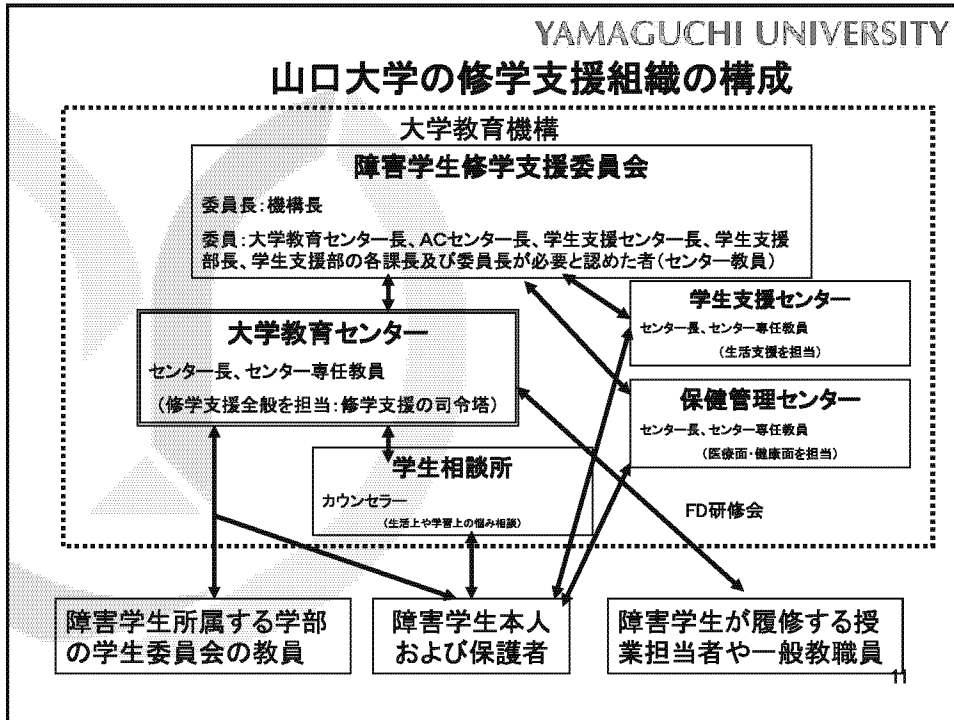 YAMAGUCHI UNIVERSITY
山口大学の修学支援組織の構成
大学教育機構
障害学生修学支援委員会
委員長：機構長
委員：大学教育センター長、ACセンター長、学生支援センター長、学生支援
部長、学生支援部の各課長及び委員長が必要と認めた者（センター教員）
学生支援センター
センター長、センター専任教員
（生活支援を担当）
大学教育センター
センター長、センター専任教員
（修学支援全般を担当：修学支援の司令塔）
保健管理センター
センター長、センター専任教員
（医療面・健康面を担当）
学生相談所
カウンセラー
（生活上や学習上の悩み相談）
FD研修会
障害学生所属する学部
の学生委員会の教員
障害学生本人
および保護者
障害学生が履修する授
業担当者や一般教職員
11